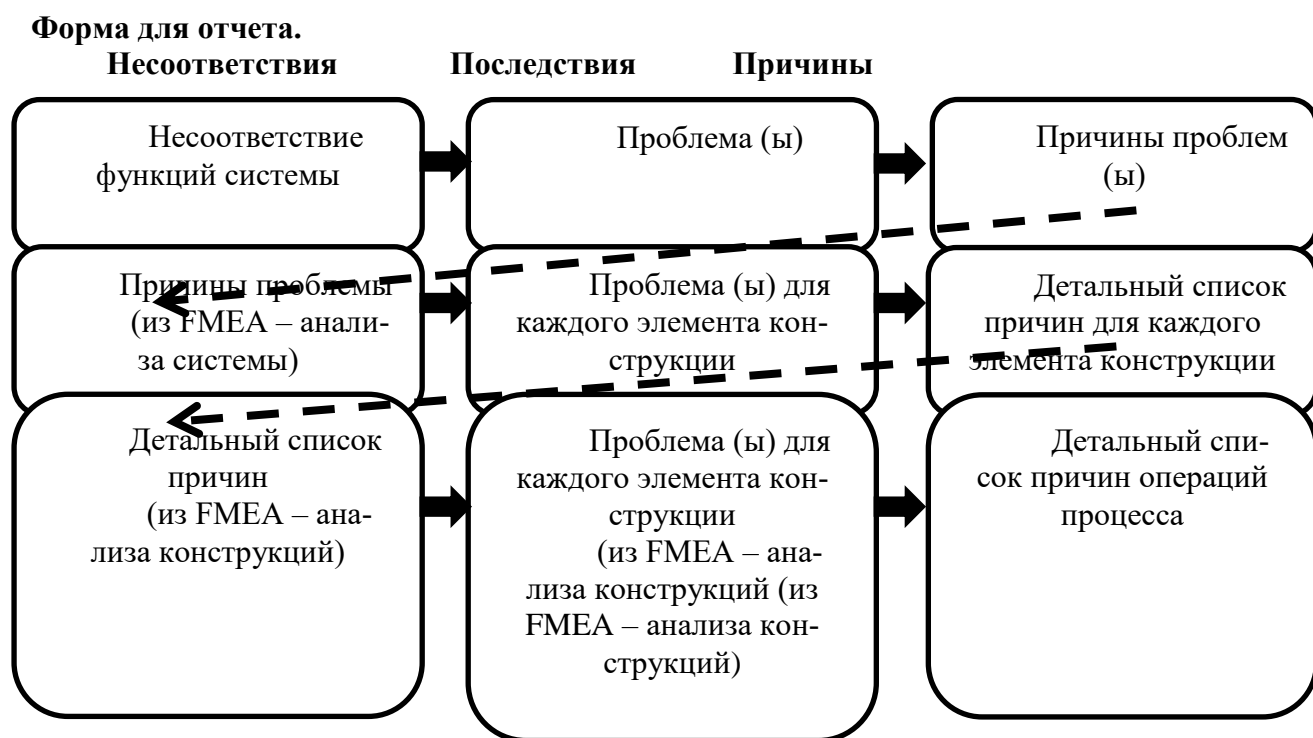 Форма для отчета.
Несоответствия Последствия Причины
Несоответствие
функций системы
Проблема (ы)
Причины проблем
(ы)
Причины проблемы
(из FMEA – анали-
за системы)
Проблема (ы) для
каждого элемента кон-
струкции
Детальный список
причин для каждого
элемента конструкции
Детальный список
причин
(из FMEA – ана-
лиза конструкций)
Проблема (ы) для
каждого элемента кон-
струкции
(из FMEA – ана-
лиза конструкций (из
FMEA – анализа кон-
струкций)
Детальный спи-
сок причин операций
процесса